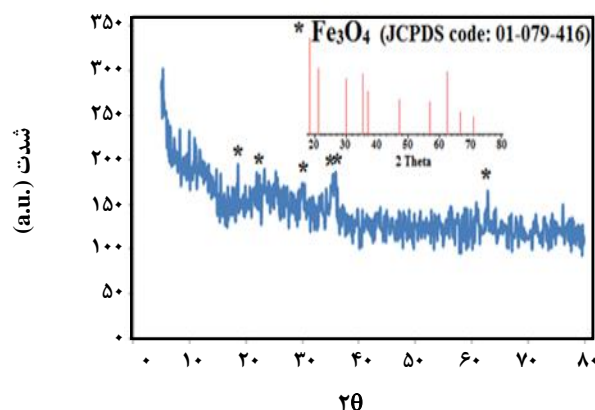 * Fe₃O₄ (JCPDS code: 01-079-416)
۳۵۰
۳۰۰
۲۵۰
۲۰۰
۱۵۰
۱۰۰
۵۰
۰
شدت (a.u.)
20 30 40 50 60 70 80
2 Theta
* * * ** *
۰ ۱۰ ۲۰ ۳۰ ۴۰ ۵۰ ۶۰ ۷۰ ۸۰
۲θ